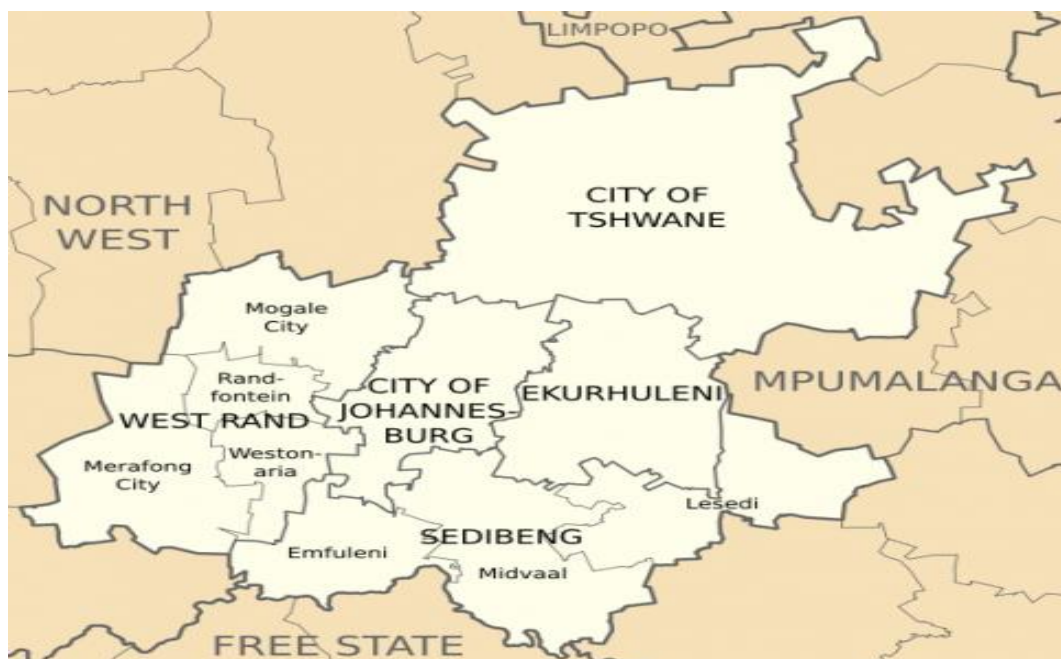 LIMPOPO
NORTH
WEST
CITY OF
TSHWANE
Mogale
City
Rand-
fontein
WEST RAND
CITY OF
JOHANNES-
BURG
EKURHULENI
MPUMALANGA
Merafong
City
Weston-
aria
Lesedi
SEDIBENG
Emfuleni
Midvaal
FREE STATE